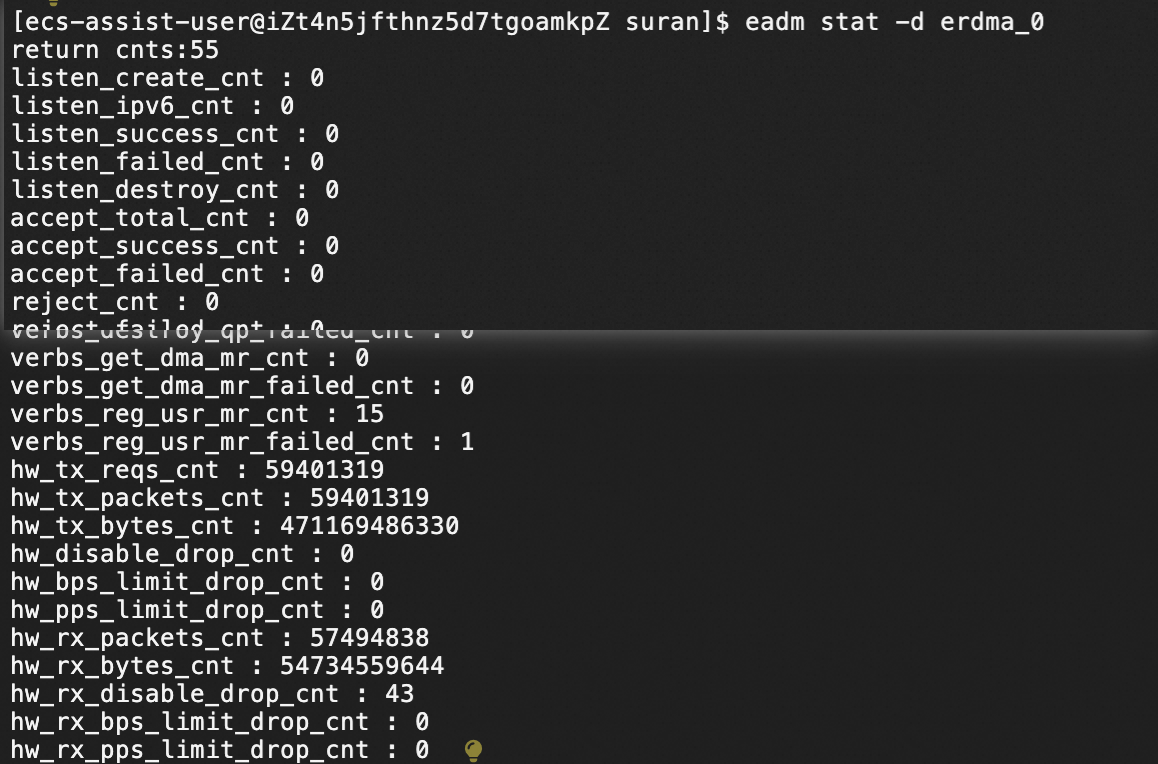 [ecs-assist-user@iZt4n5jfthnz5d7tgoamkpZ suran]$ eadm stat -d erdma_0
return cnts:55
listen_create_cnt : 0
listen_ipv6_cnt : 0
listen_success_cnt : 0
listen_failed_cnt : 0
listen_destroy_cnt : 0
accept_total_cnt : 0
accept_success_cnt : 0
accept_failed_cnt : 0
reject_cnt : 0
verbs_get_dma_mr_cnt : 0
verbs_get_dma_mr_failed_cnt : 0
verbs_reg_usr_mr_cnt : 15
verbs_reg_usr_mr_failed_cnt : 1
hw_tx_reqs_cnt : 59401319
hw_tx_packets_cnt : 59401319
hw_tx_bytes_cnt : 471169486330
hw_disable_drop_cnt : 0
hw_bps_limit_drop_cnt : 0
hw_pps_limit_drop_cnt : 0
hw_rx_packets_cnt : 57494838
hw_rx_bytes_cnt : 54734559644
hw_rx_disable_drop_cnt : 43
hw_rx_bps_limit_drop_cnt : 0
hw_rx_pps_limit_drop_cnt : 0